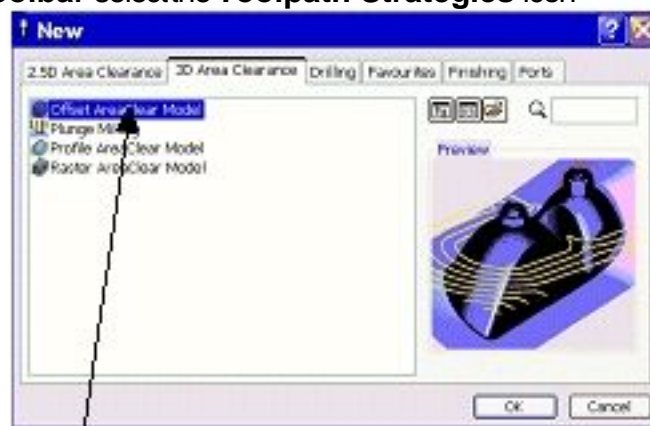 select the Toolpath Strategies icon
New
2.5D Area Clearance 3D Area Clearance Drilling Favourites Finishing Ports
Offset AreaClear Model
Plunge Milling
Profile AreaClear Model
Raster AreaClear Model
Preview
OK Cancel